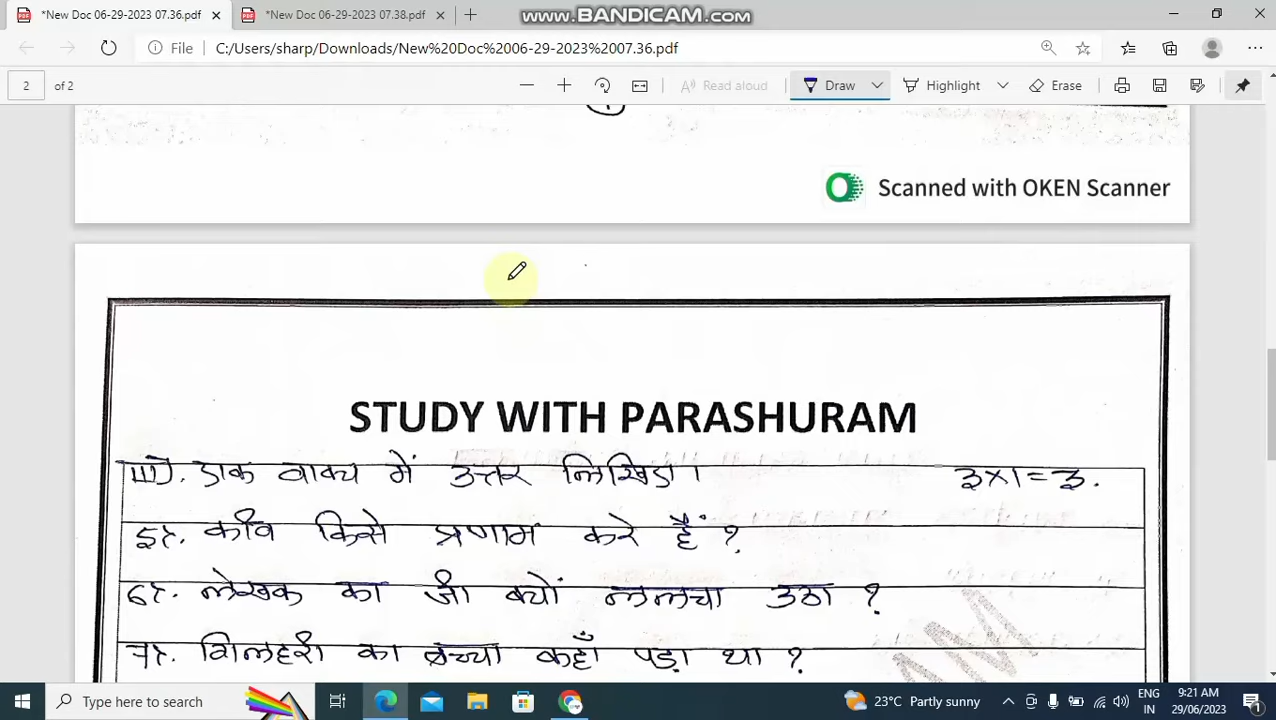 *New Doc 06-29-2023 07.36.pdf
*New Doc 06-29-2023 07.38.pdf
WWW.BANDICAM.COM
File C:/Users/sharp/Downloads/New%20Doc%2006-29-2023%2007.36.pdf
2 of 2
Read aloud Draw Highlight Erase
Scanned with OKEN Scanner
STUDY WITH PARASHURAM
III). एक वाक्य में उत्तर लिखिए। ३x१=३.
5). कवि किसे प्रणाम करे हैं ?
6). लेखक का जी क्यों ललचा उठा ?
7). गिलहरी का बच्चा कहाँ पड़ा था ?
Type here to search
23°C Partly sunny
ENG
IN
9:21 AM
29/06/2023